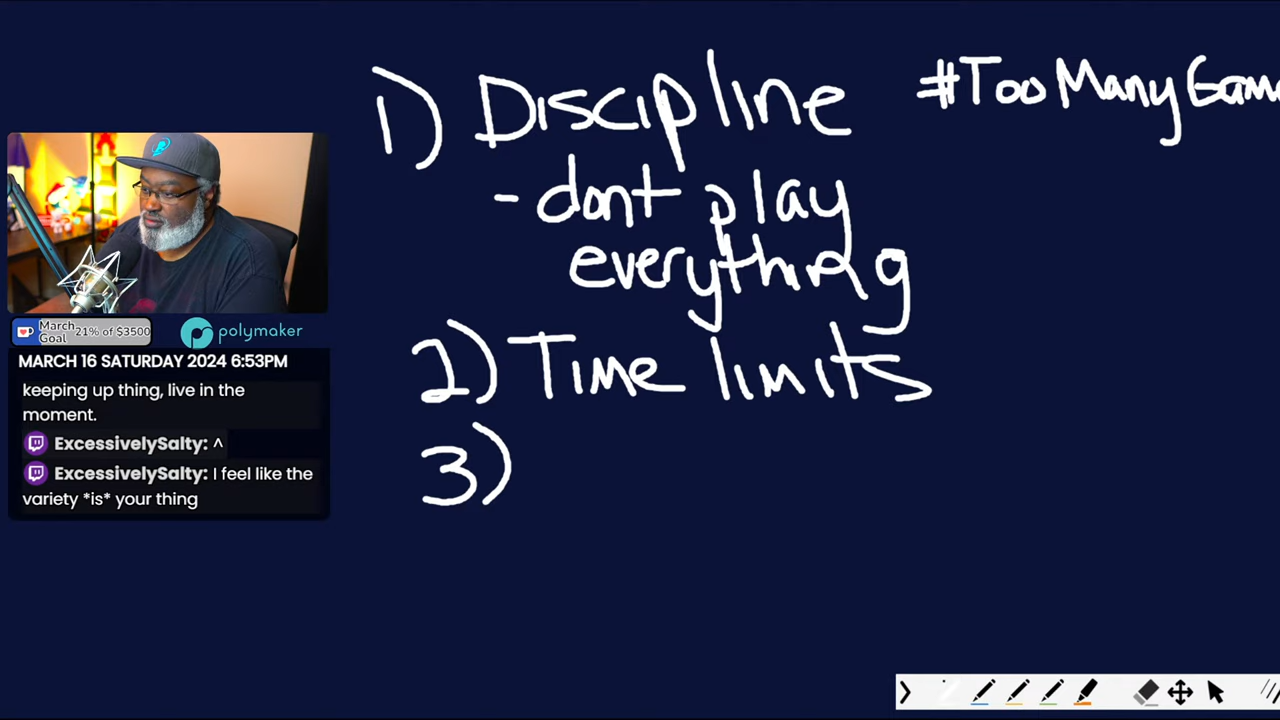 1) Discipline
#TooManyGam
- dont play
everything
2) Time limits
3)
March
Goal
21% of $3500
polymaker
MARCH 16 SATURDAY 2024 6:53PM
keeping up thing, live in the
moment.
ExcessivelySalty: ^
ExcessivelySalty: I feel like the
variety *is* your thing